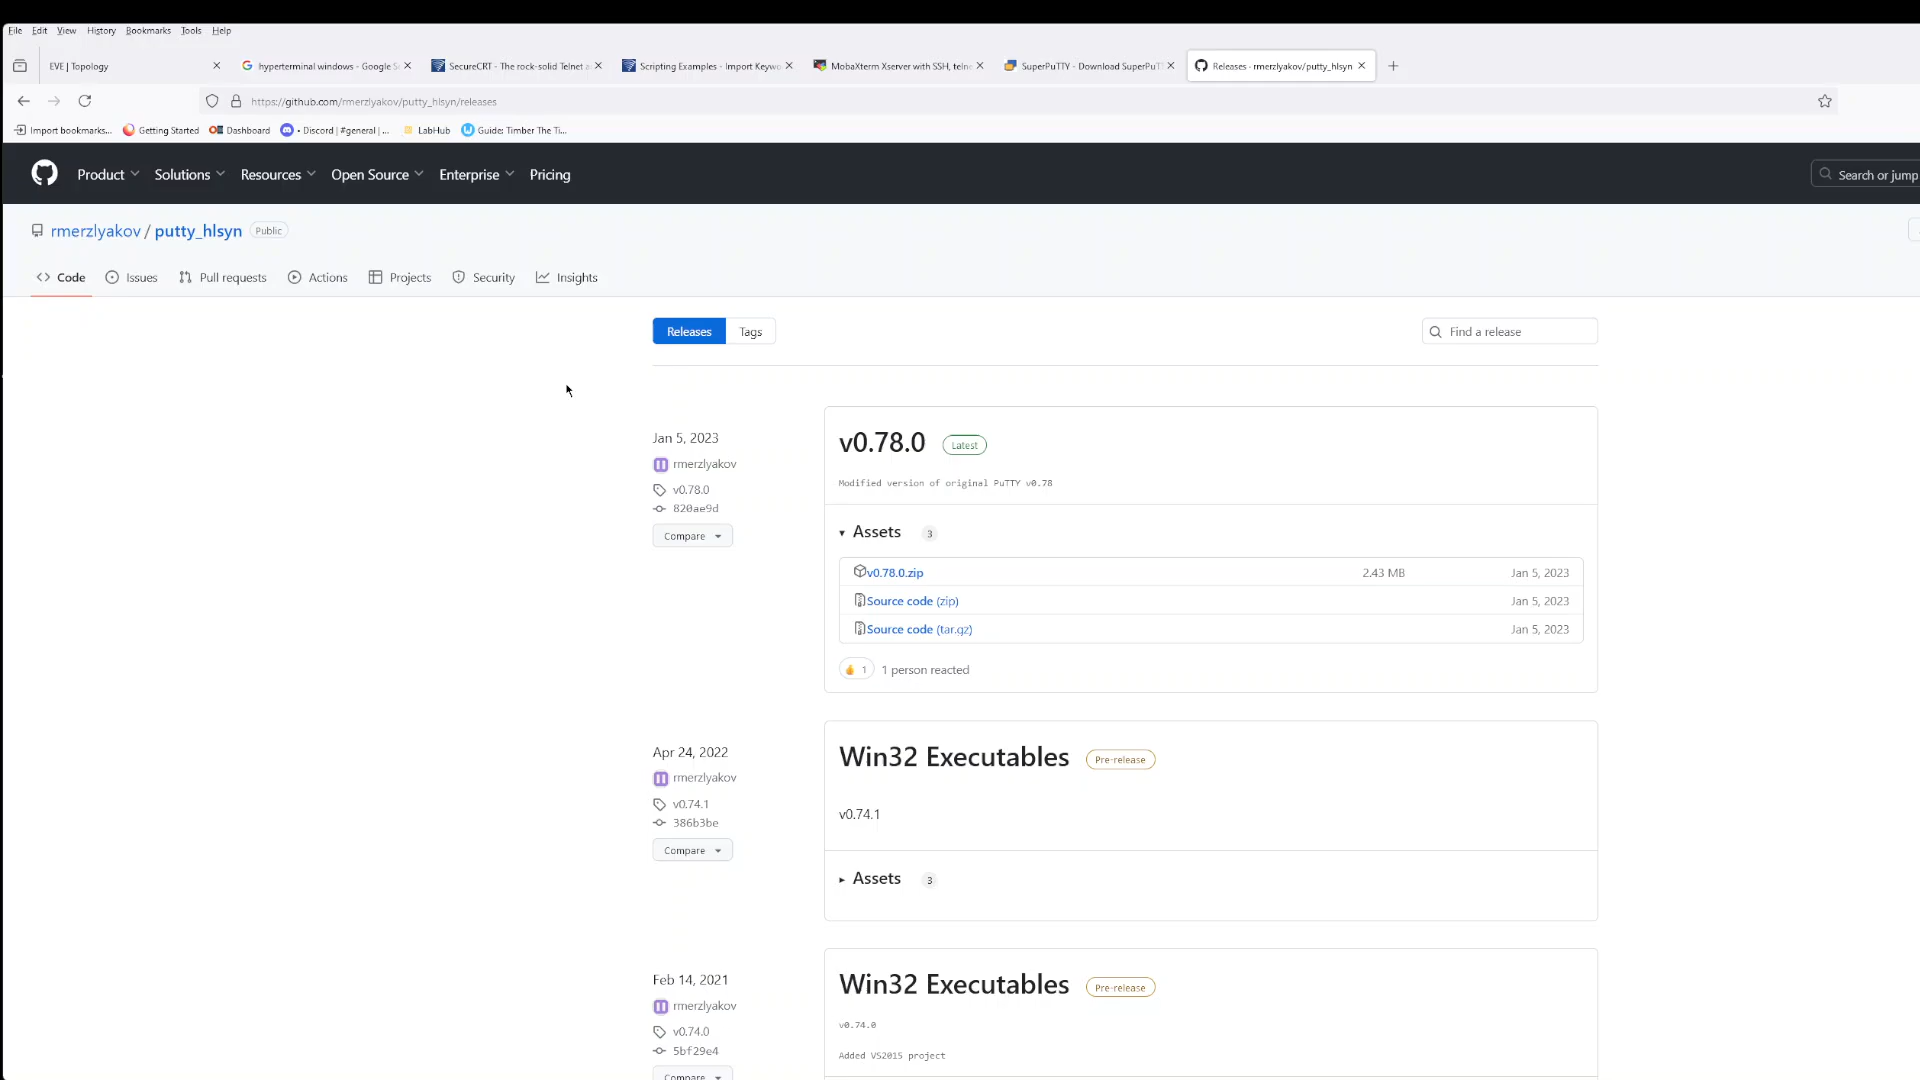 File Edit View History Bookmarks Tools Help
EVE | Topology hyperterminal windows - Google S SecureCRT - The rock-solid Telnet a Scripting Examples - Import Keywo MobaXterm Xserver with SSH, telne SuperPuTTY - Download SuperPuT Releases · rmerzlyakov/putty_hlsyn
https://github.com/rmerzlyakov/putty_hlsyn/releases
Import bookmarks... Getting Started Dashboard • Discord | #general | ... LabHub Guide: Timber The Ti...
Product Solutions Resources Open Source Enterprise Pricing Search or jump
rmerzlyakov / putty_hlsyn Public
Code Issues Pull requests Actions Projects Security Insights
Releases Tags Find a release
Jan 5, 2023
rmerzlyakov
v0.78.0
820ae9d
Compare
v0.78.0 Latest
Modified version of original PuTTY v0.78
Assets 3
v0.78.0.zip 2.43 MB Jan 5, 2023
Source code (zip) Jan 5, 2023
Source code (tar.gz) Jan 5, 2023
1 1 person reacted
Apr 24, 2022
rmerzlyakov
v0.74.1
386b3be
Compare
Win32 Executables Pre-release
v0.74.1
Assets 3
Feb 14, 2021
rmerzlyakov
v0.74.0
5bf29e4
Compare
Win32 Executables Pre-release
v0.74.0
Added VS2015 project